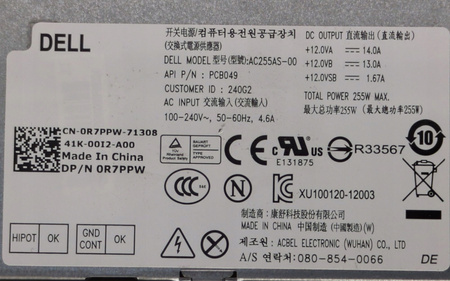 DELL
开关电源/컴퓨터용전원공급장치
(交換式電源供應器)
DELL MODEL 型号(型號):AC255AS-00
API P/N : PCB049
CUSTOMER ID : 240G2
AC INPUT 交流输入 (交流輸入)
100-240V~, 50-60Hz, 4.6A
DC OUTPUT 直流输出 (直流輸出)
+12.0VA 14.0A
+12.0VB 13.0A
+12.0VSB 1.67A
TOTAL POWER 255W MAX.
最大总功率255W (最大總功率255W)
CN-0R7PPW-71308
41K-00I2-A00
Made In China
DP/N 0R7PPW
TÜVRheinland
CERTIFIED
TYPE
APPROVED
CE
c UL US
E131875
R33567
10
CCC
XU100120-12003
制造商 : 康舒科技股份有限公司
MADE IN CHINA 中国制造 (中國製造)(W)
제조원: ACBEL ELECTRONIC (WUHAN) CO., LTD
A/S 연락처: 080-854-0066
HIPOT OK
GND CONT OK
DE